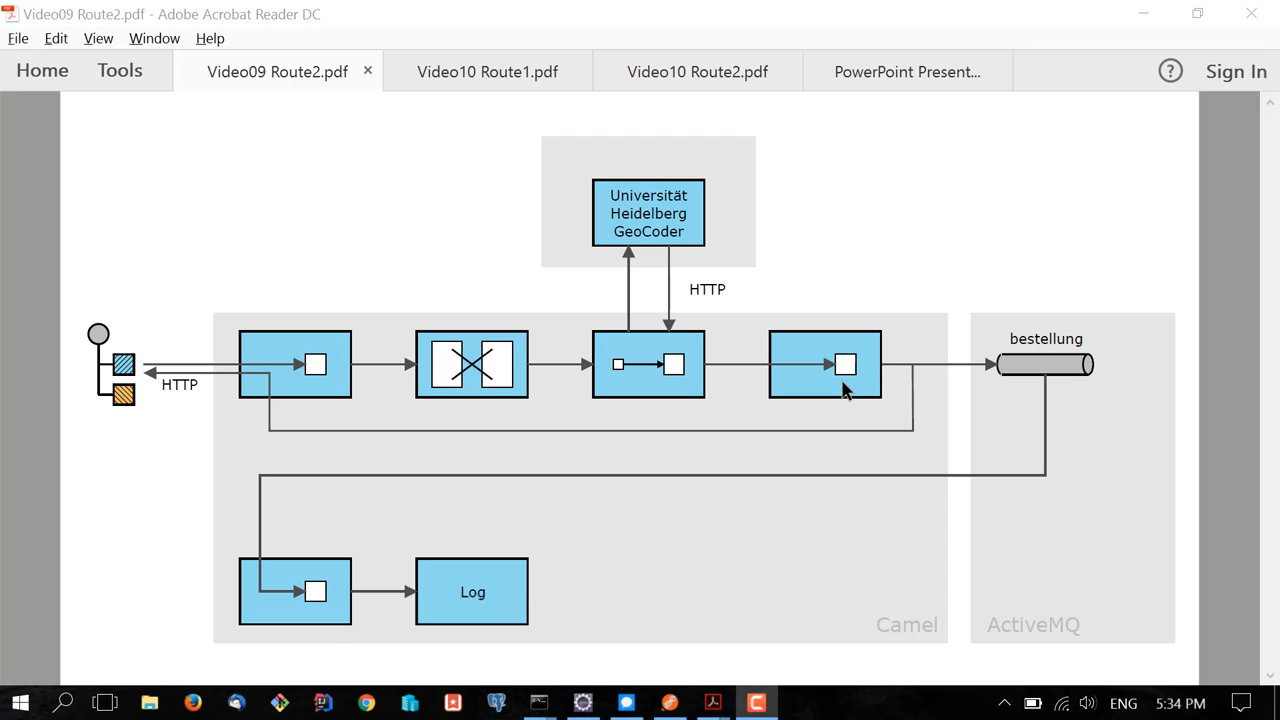 Video09 Route2.pdf - Adobe Acrobat Reader DC
File Edit View Window Help
Home Tools Video09 Route2.pdf × Video10 Route1.pdf Video10 Route2.pdf PowerPoint Present... ? Sign In
Universität
Heidelberg
GeoCoder
HTTP
bestellung
HTTP
Log
Camel
ActiveMQ
ENG 5:34 PM